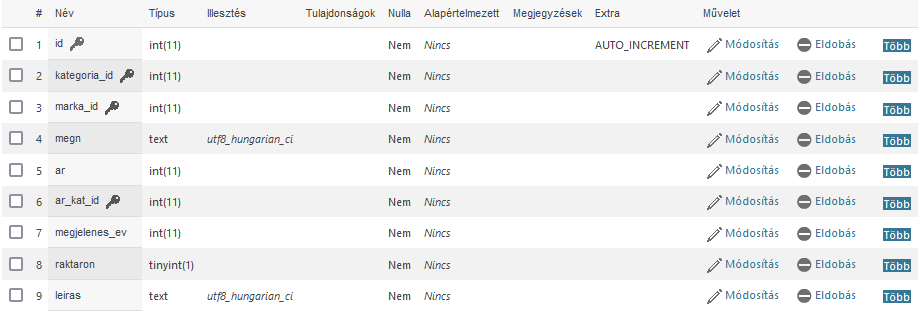 # Név Típus Illesztés Tulajdonságok Nulla Alapértelmezett Megjegyzések Extra Művelet
1 id int(11) Nem Nincs AUTO_INCREMENT Módosítás Eldobás Több
2 kategoria_id int(11) Nem Nincs Módosítás Eldobás Több
3 marka_id int(11) Nem Nincs Módosítás Eldobás Több
4 megn text utf8_hungarian_ci Nem Nincs Módosítás Eldobás Több
5 ar int(11) Nem Nincs Módosítás Eldobás Több
6 ar_kat_id int(11) Nem Nincs Módosítás Eldobás Több
7 megjelenes_ev int(11) Nem Nincs Módosítás Eldobás Több
8 raktaron tinyint(1) Nem Nincs Módosítás Eldobás Több
9 leiras text utf8_hungarian_ci Nem Nincs Módosítás Eldobás Több